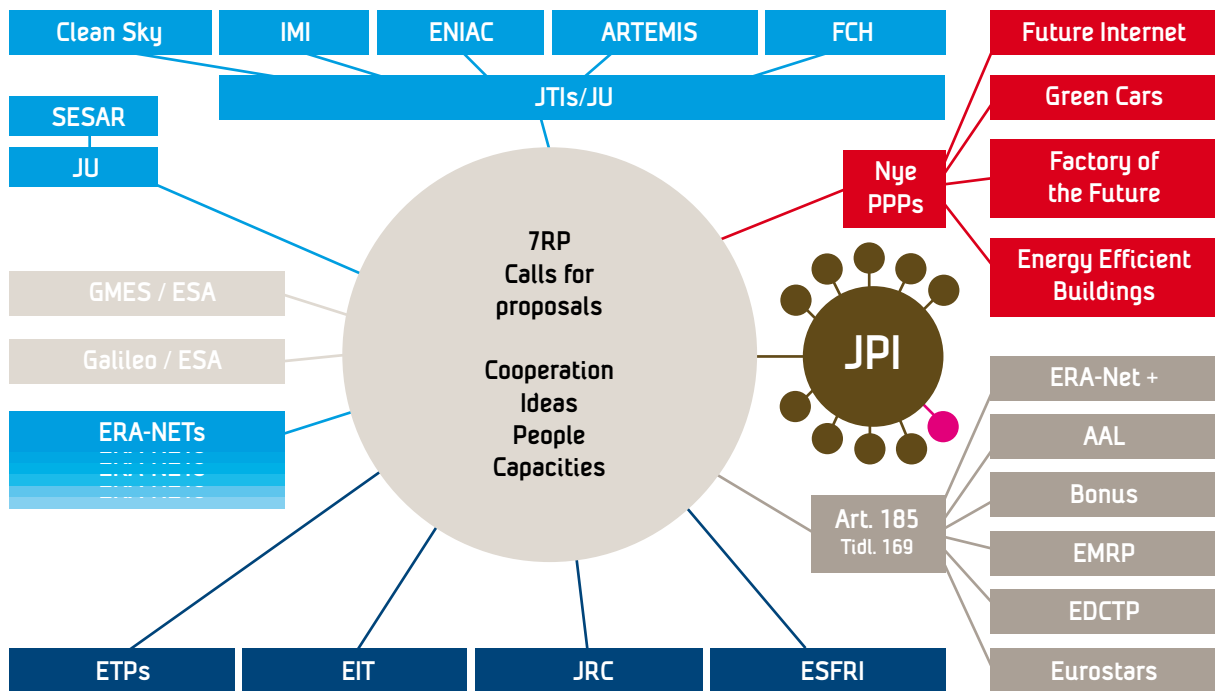 Clean Sky
IMI
ENIAC
ARTEMIS
FCH
JTIs/JU
SESAR
JU
GMES / ESA
Galileo / ESA
ERA-NETs
7RP
Calls for
proposals
Cooperation
Ideas
People
Capacities
Nye
PPPs
Future Internet
Green Cars
Factory of
the Future
Energy Efficient
Buildings
JPI
Art. 185
Tidl. 169
ERA-Net +
AAL
Bonus
EMRP
EDCTP
Eurostars
ETPs
EIT
JRC
ESFRI